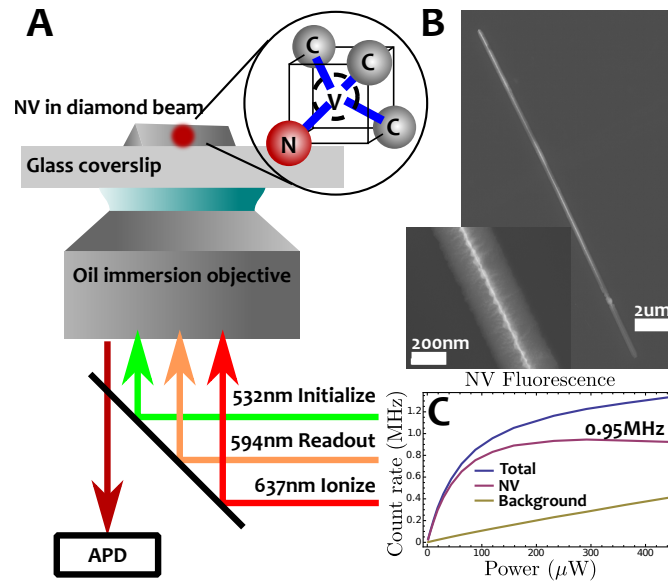 A
NV in diamond beam
C
C
V
C
N
Glass coverslip
Oil immersion objective
532nm Initialize
594nm Readout
637nm Ionize
APD
B
2um
200nm
NV Fluorescence
C
0.95MHz
Total
NV
Background
Count rate (MHz)
1.2
1.0
0.8
0.6
0.4
0.2
0
0 100 200 300 400
Power (μW)